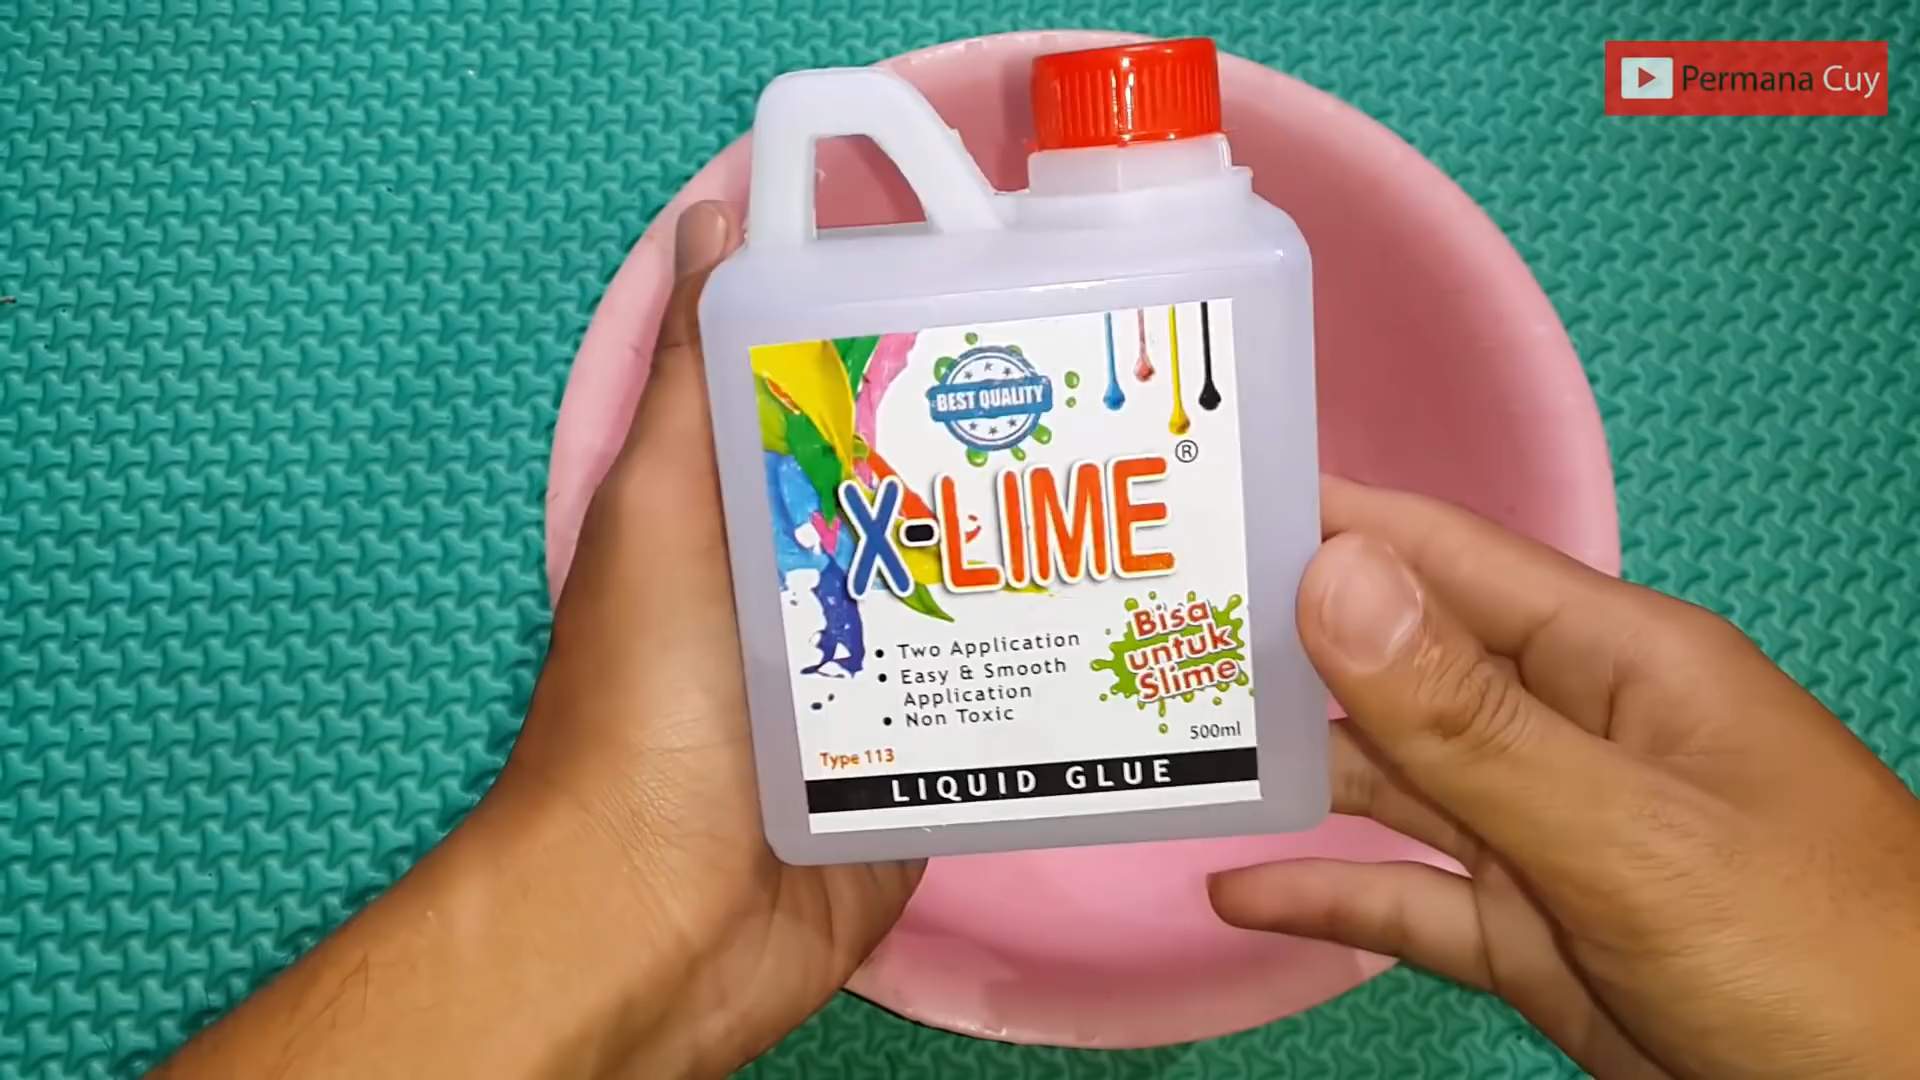 Permana Cuy
BEST QUALITY
X-LIME®
• Two Application
• Easy & Smooth
Application
• Non Toxic
Bisa
untuk
Slime
500ml
Type 113
LIQUID GLUE